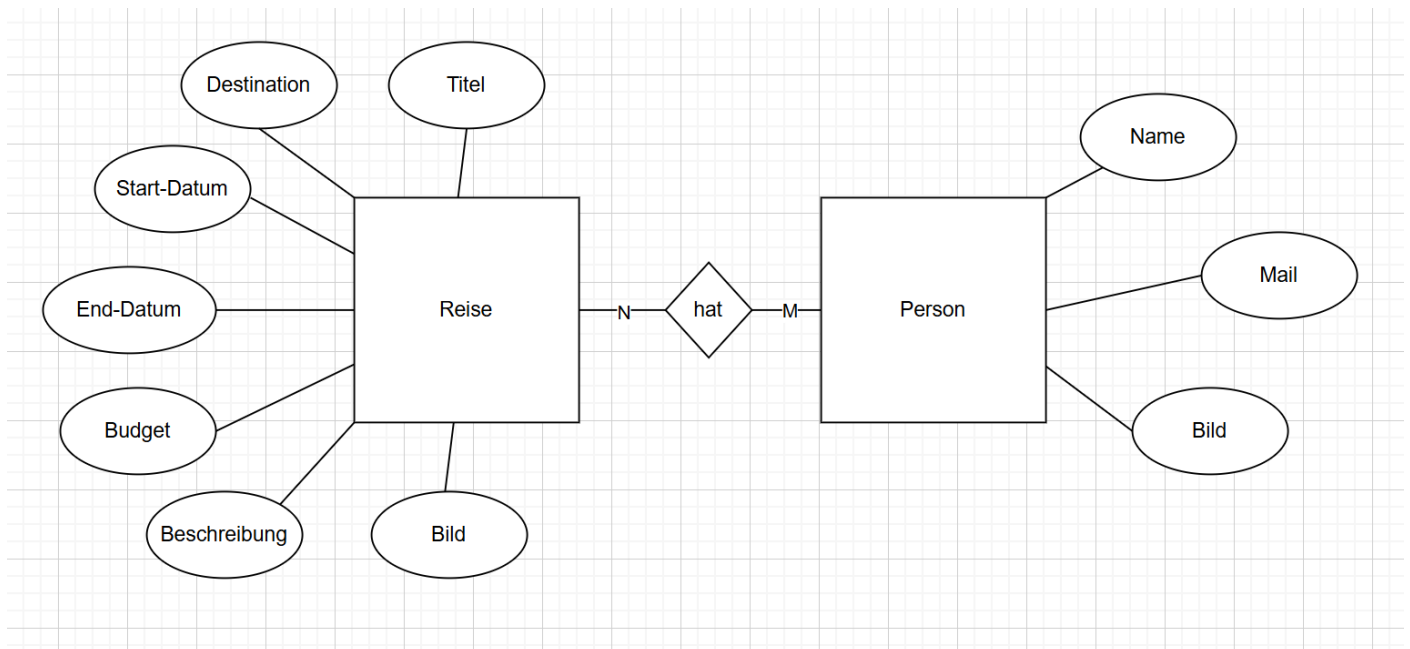 Destination
Titel
Name
Start-Datum
Mail
End-Datum
Reise
N
hat
M
Person
Budget
Bild
Beschreibung
Bild